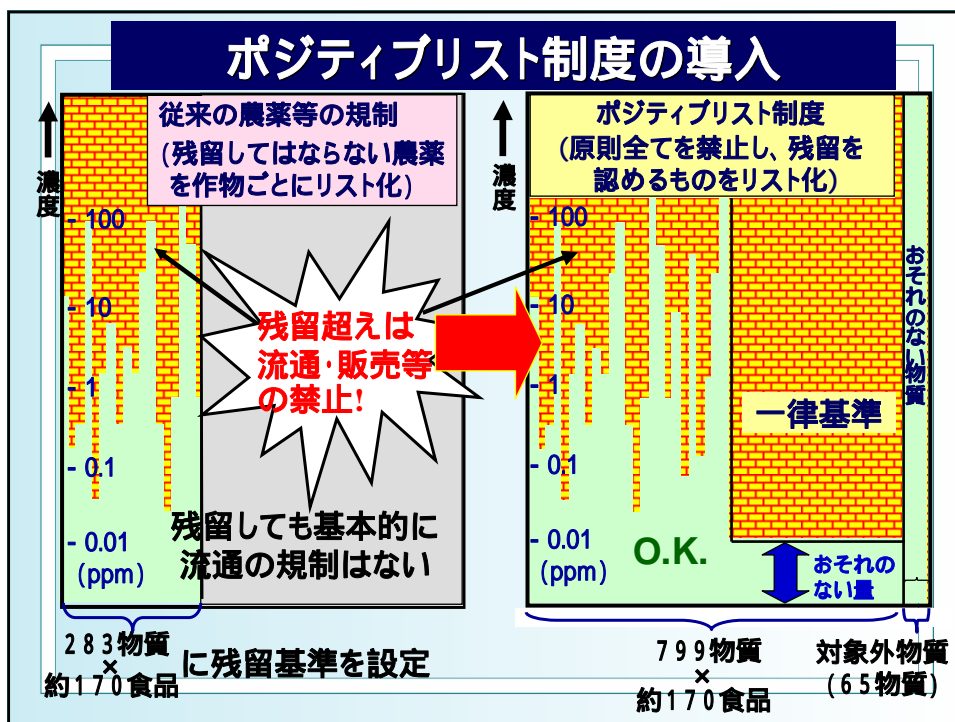 ポジティブリスト制度の導入
従来の農薬等の規制
(残留してはならない農薬
を作物ごとにリスト化)
濃度
- 100
- 10
- 1
- 0.1
- 0.01
(ppm)
残留超えは
流通・販売等
の禁止!
残留しても基本的に
流通の規制はない
283物質
×
約170食品
に残留基準を設定
ポジティブリスト制度
(原則全てを禁止し、残留を
認めるものをリスト化)
濃度
- 100
- 10
- 1
- 0.1
- 0.01
(ppm)
一律基準
O.K.
おそれの
ない量
おそれのない物質
799物質
×
約170食品
対象外物質
(65物質)